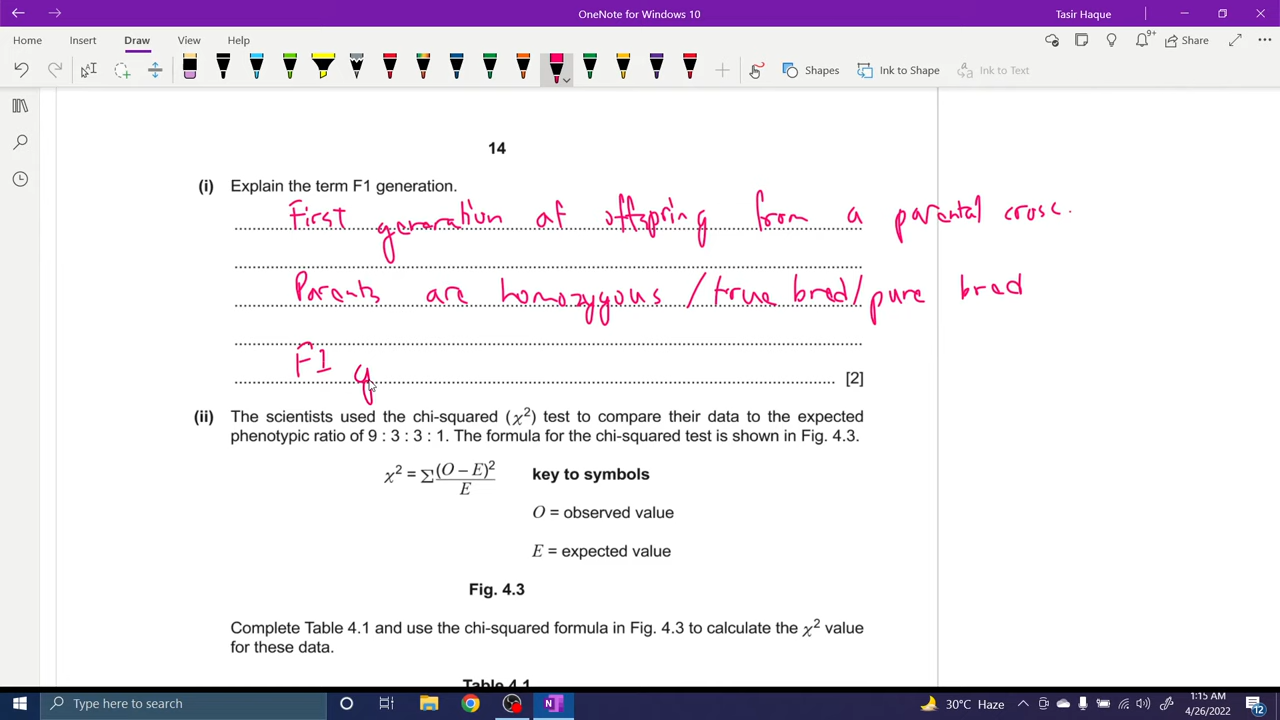 OneNote for Windows 10
Tasir Haque
Home Insert Draw View Help
9+
Share
Shapes
Ink to Shape
Ink to Text
14
(i) Explain the term F1 generation.
First generation of offspring from a parental cross.
Parents are homozygous / true bred / pure bred
F1 g
[2]
(ii) The scientists used the chi-squared (χ²) test to compare their data to the expected
phenotypic ratio of 9 : 3 : 3 : 1. The formula for the chi-squared test is shown in Fig. 4.3.
χ² = Σ (O – E)² / E
key to symbols
O = observed value
E = expected value
Fig. 4.3
Complete Table 4.1 and use the chi-squared formula in Fig. 4.3 to calculate the χ² value
for these data.
Table 4.1
Type here to search
30°C Haze
1:15 AM
4/26/2022
12